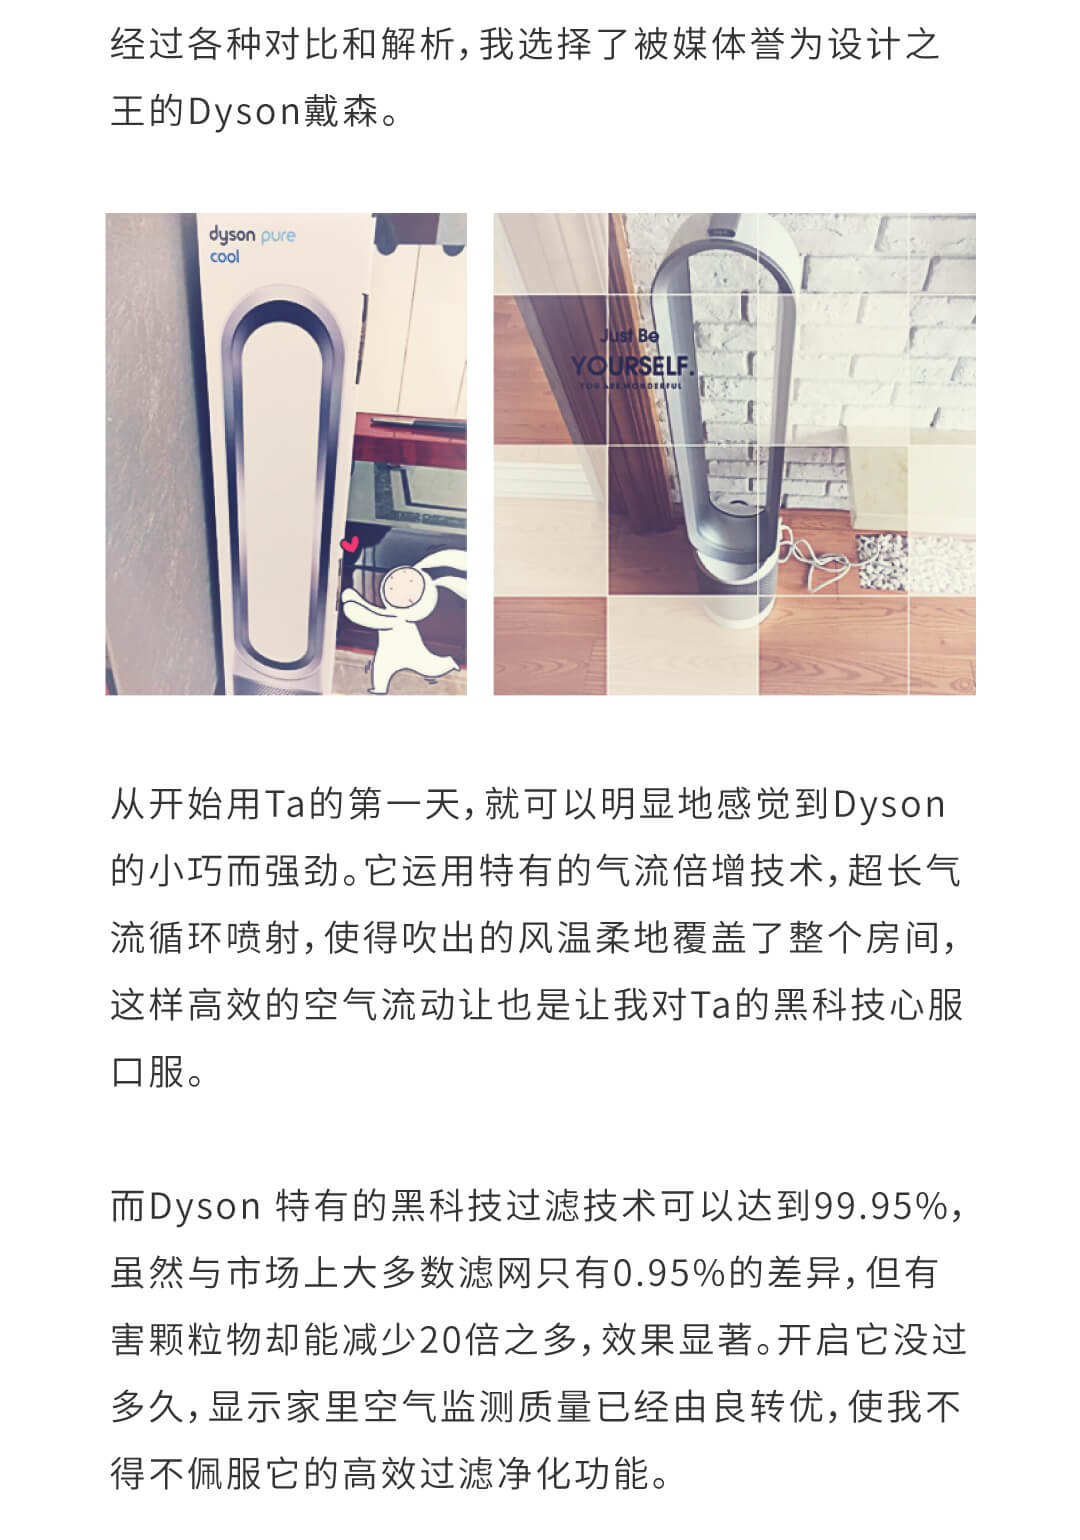 经过各种对比和解析，我选择了被媒体誉为设计之
王的Dyson戴森。
dyson pure
cool
Just Be
YOURSELF.
YOU ARE WONDERFUL
从开始用Ta的第一天，就可以明显地感觉到Dyson
的小巧而强劲。它运用特有的气流倍增技术，超长气
流循环喷射，使得吹出的风温柔地覆盖了整个房间，
这样高效的空气流动让也是让我对Ta的黑科技心服
口服。
而Dyson 特有的黑科技过滤技术可以达到99.95%，
虽然与市场上大多数滤网只有0.95%的差异，但有
害颗粒物却能减少20倍之多，效果显著。开启它没过
多久，显示家里空气监测质量已经由良转优，使我不
得不佩服它的高效过滤净化功能。